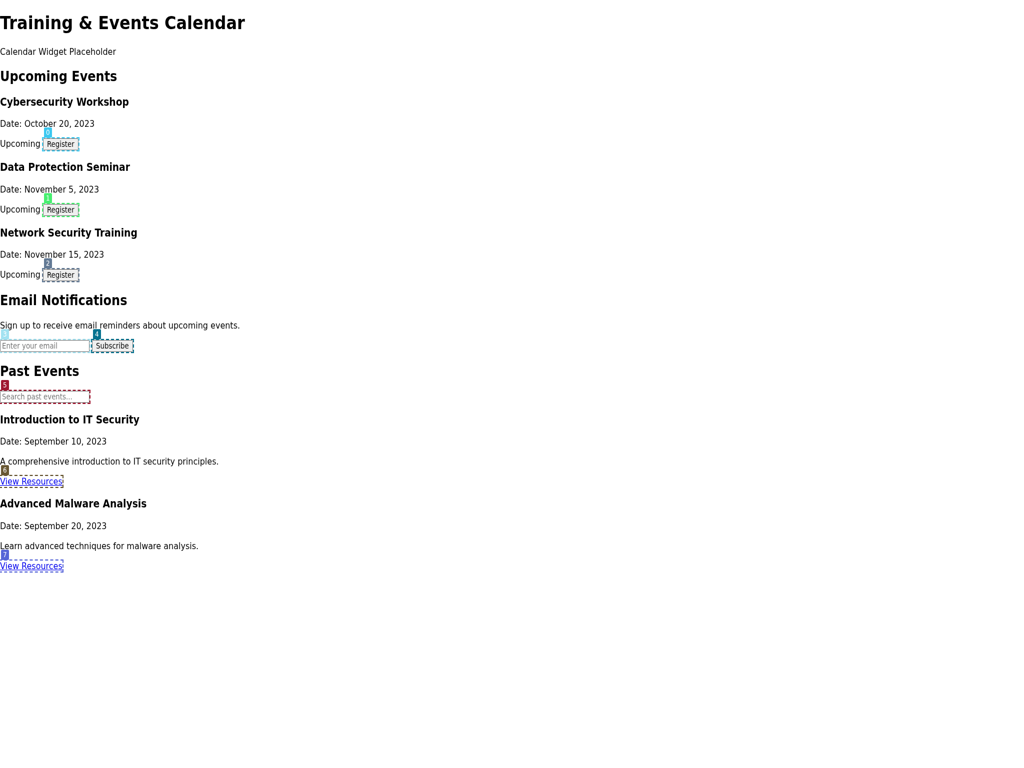 Training & Events Calendar
Calendar Widget Placeholder
Upcoming Events
Cybersecurity Workshop
Date: October 20, 2023
0
Upcoming Register
Data Protection Seminar
Date: November 5, 2023
1
Upcoming Register
Network Security Training
Date: November 15, 2023
2
Upcoming Register
Email Notifications
Sign up to receive email reminders about upcoming events.
3 4
Enter your email Subscribe
Past Events
5
Search past events...
Introduction to IT Security
Date: September 10, 2023
A comprehensive introduction to IT security principles.
6
View Resources
Advanced Malware Analysis
Date: September 20, 2023
Learn advanced techniques for malware analysis.
7
View Resources